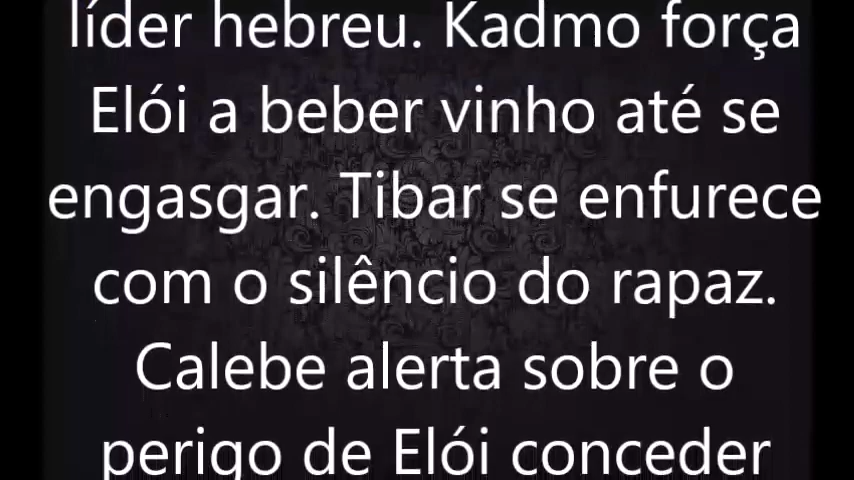 líder hebreu. Kadmo força
Elói a beber vinho até se
engasgar. Tibar se enfurece
com o silêncio do rapaz.
Calebe alerta sobre o
perigo de Elói conceder